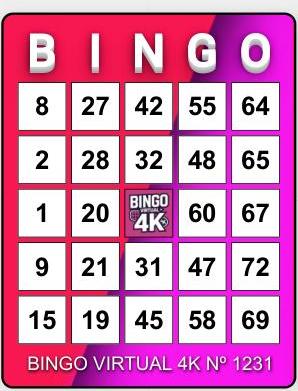 B I N G O
8 27 42 55 64
2 28 32 48 65
1 20 BINGO VIRTUAL 4K 60 67
9 21 31 47 72
15 19 45 58 69
BINGO VIRTUAL 4K Nº 1231